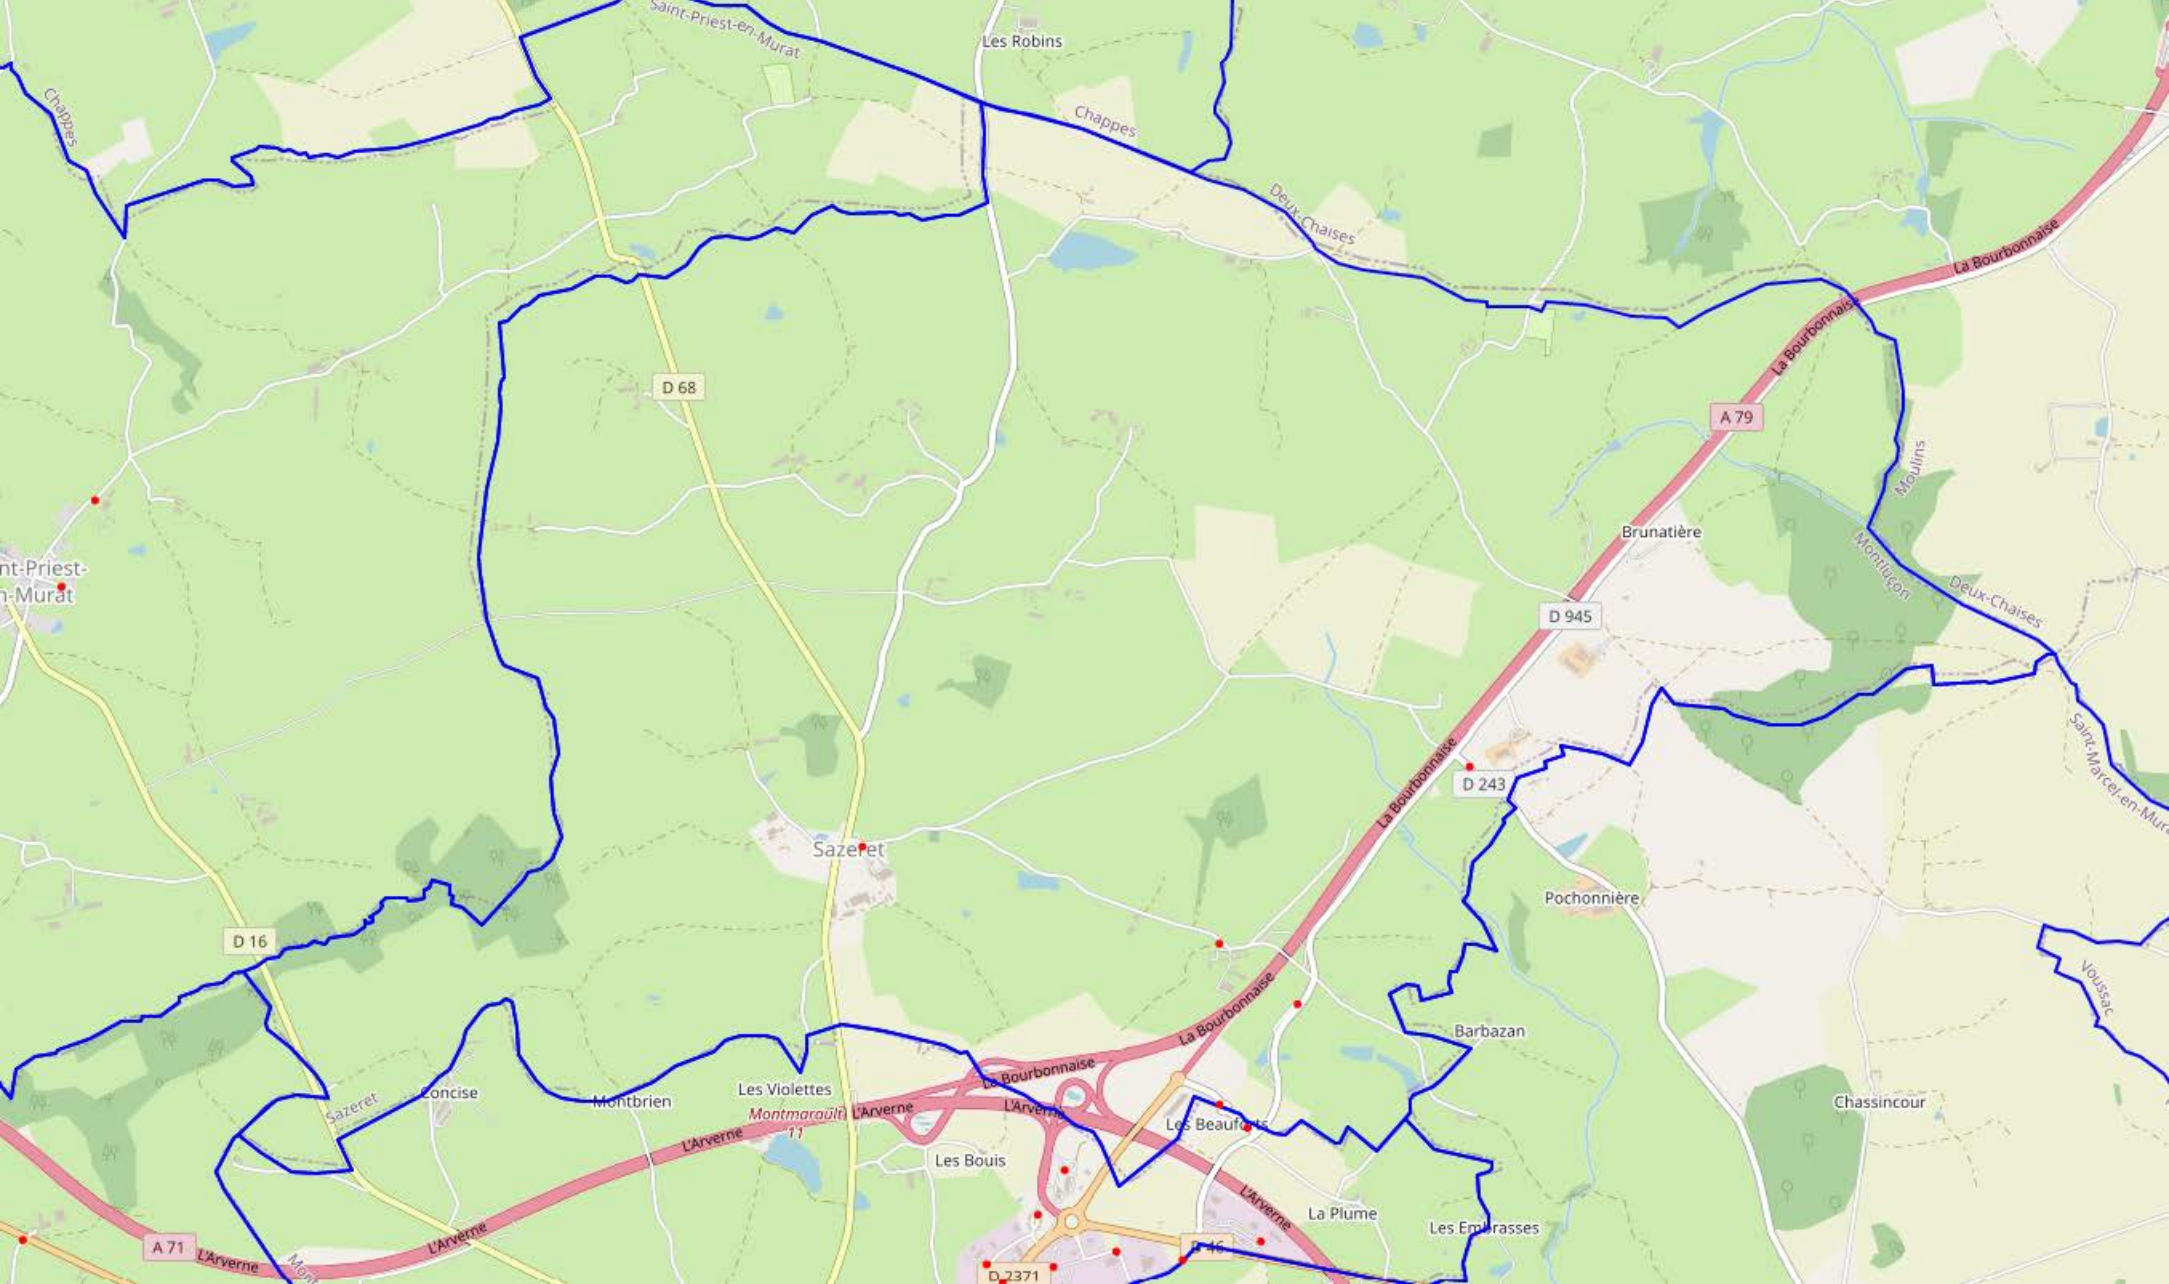 Saint-Priest-en-Murat
Les Robins
Chappes
Chappes
Deux-Chaises
La Bourbonnaise
La Bourbonnaise
D 68
A 79
Moulins
nt-Priest-
n-Murat
Brunatière
Montluçon
Deux-Chaises
D 945
Saint-Marcel-en-Mura
La Bourbonnaise
D 243
Sazeret
Pochonnière
D 16
Voussac
La Bourbonnaise
Barbazan
La Bourbonnaise
Concise
Sazeret
Montbrien
Les Violettes
Montmarault
11
L'Arverne
L'Arverne
L'Arverne
Les Beauforts
Chassincour
Les Bouis
L'Arverne
La Plume
Les Embrasses
L'Arverne
A 71
L'Arverne
D 46
Mon
D 2371